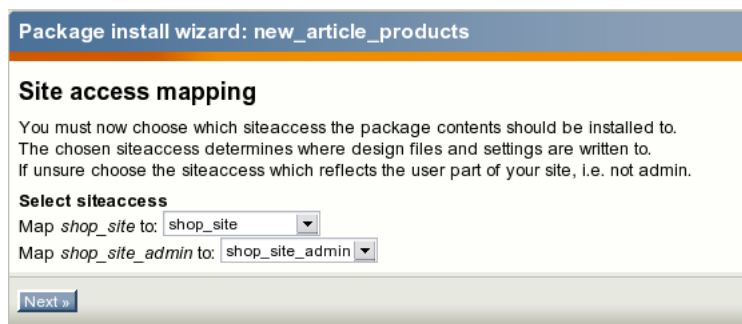 Package install wizard: new_article_products
Site access mapping
You must now choose which siteaccess the package contents should be installed to.
The chosen siteaccess determines where design files and settings are written to.
If unsure choose the siteaccess which reflects the user part of your site, i.e. not admin.
Select siteaccess
Map shop_site to: shop_site
Map shop_site_admin to: shop_site_admin
Next »